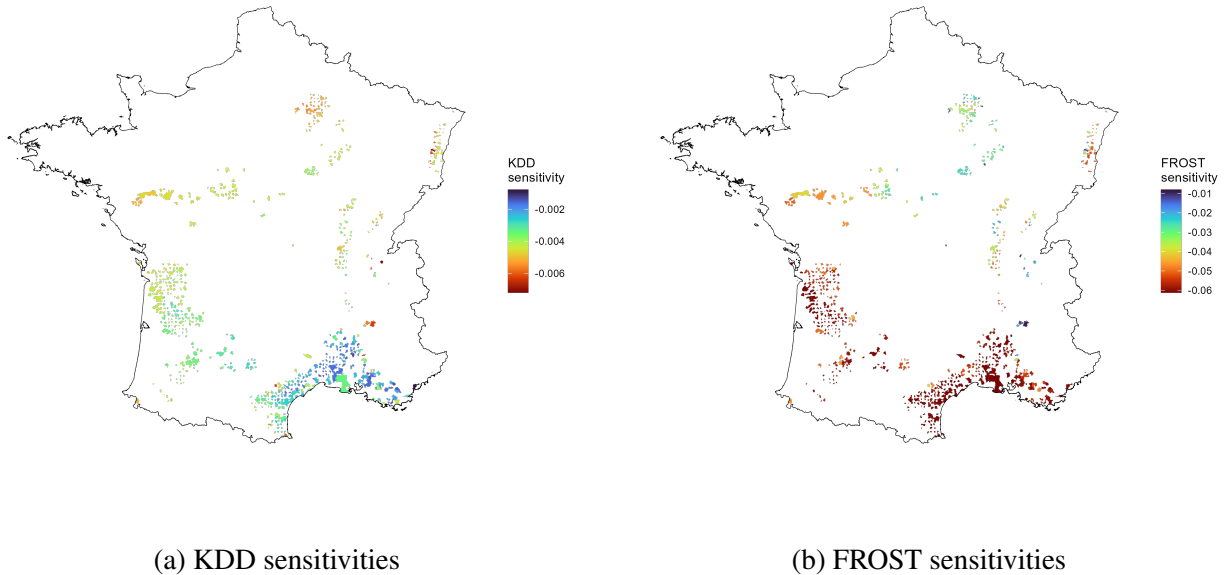 KDD
sensitivity
-0.002
-0.004
-0.006
FROST
sensitivity
-0.01
-0.02
-0.03
-0.04
-0.05
-0.06
(a) KDD sensitivities
(b) FROST sensitivities